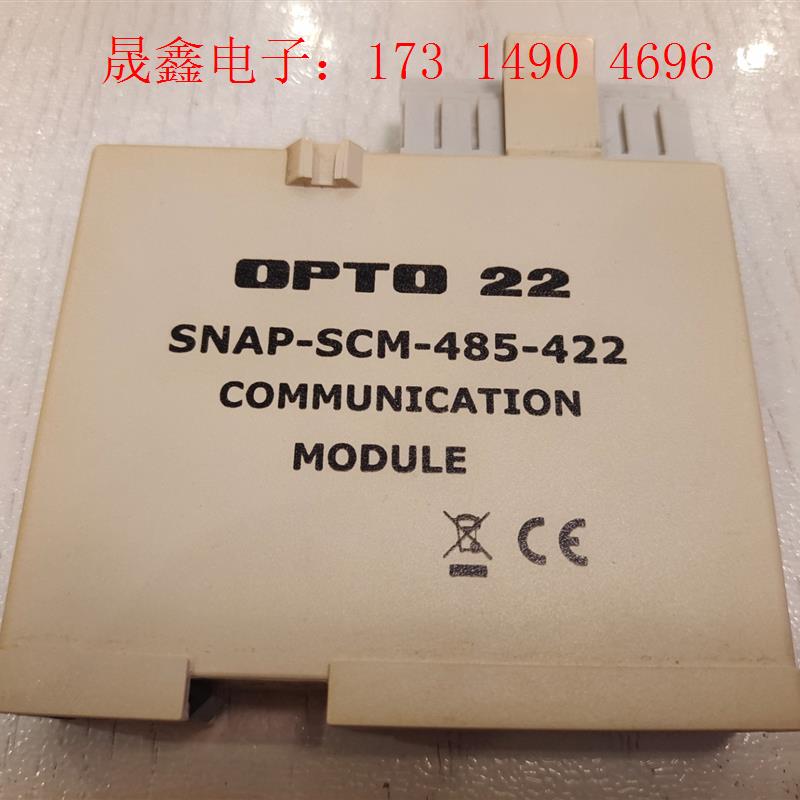 晟鑫电子：173 1490 4696
OPTO 22
SNAP-SCM-485-422
COMMUNICATION
MODULE
CE